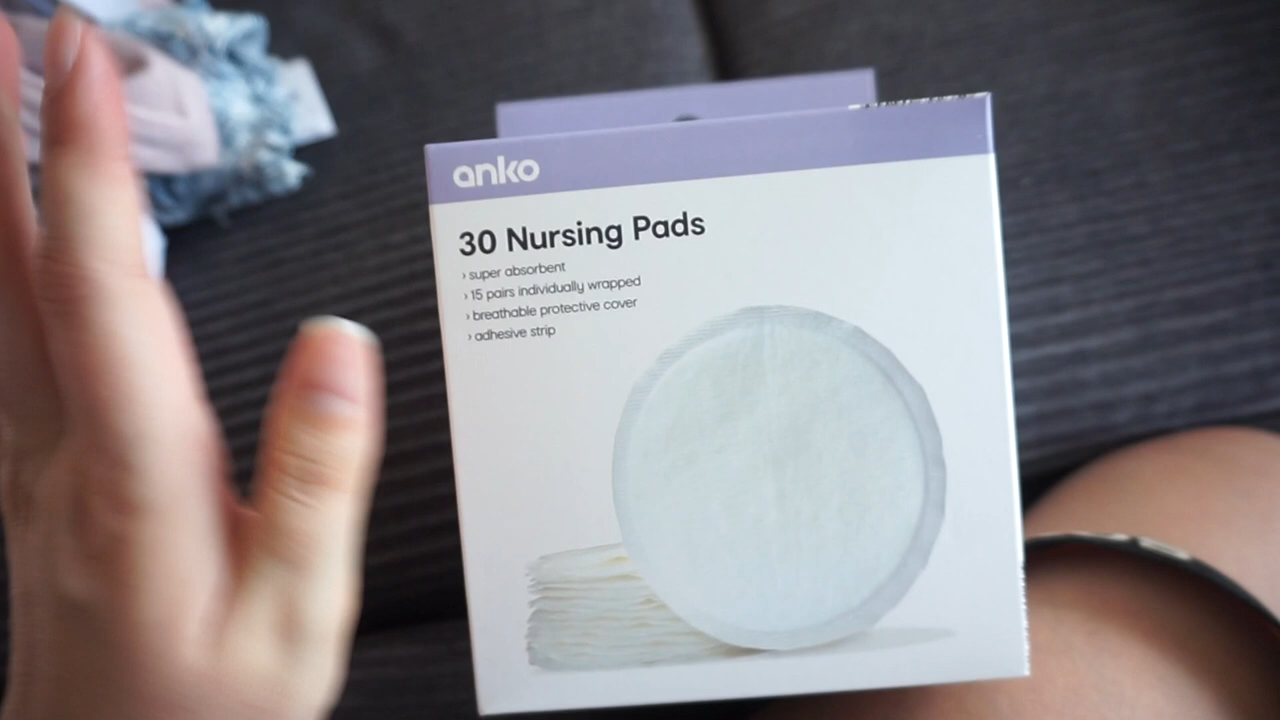 anko
30 Nursing Pads
› super absorbent
› 15 pairs individually wrapped
› breathable protective cover
› adhesive strip